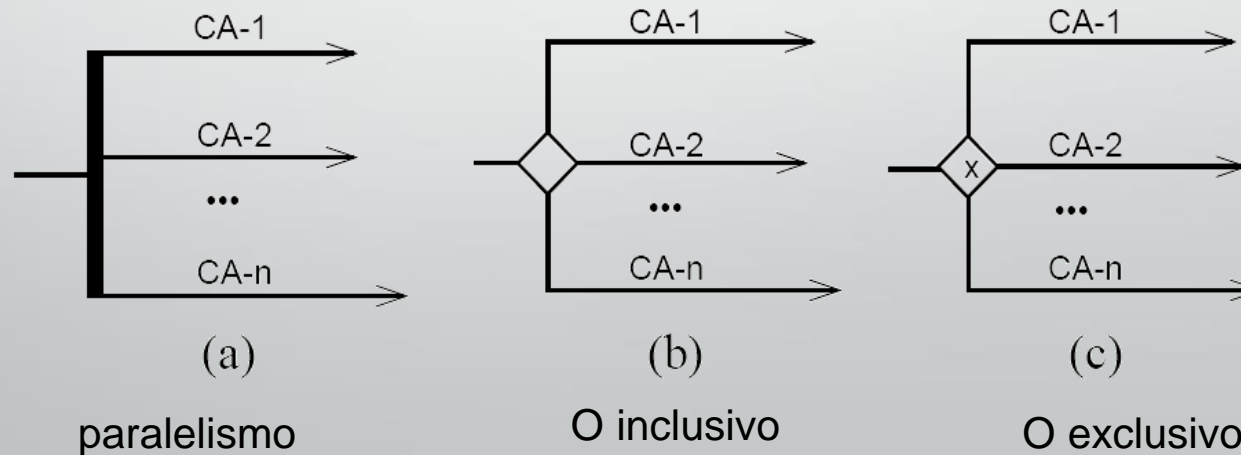 CA-1
CA-2
...
CA-n
(a)
paralelismo
CA-1
CA-2
...
CA-n
(b)
O inclusivo
CA-1
CA-2
...
CA-n
x
(c)
O exclusivo